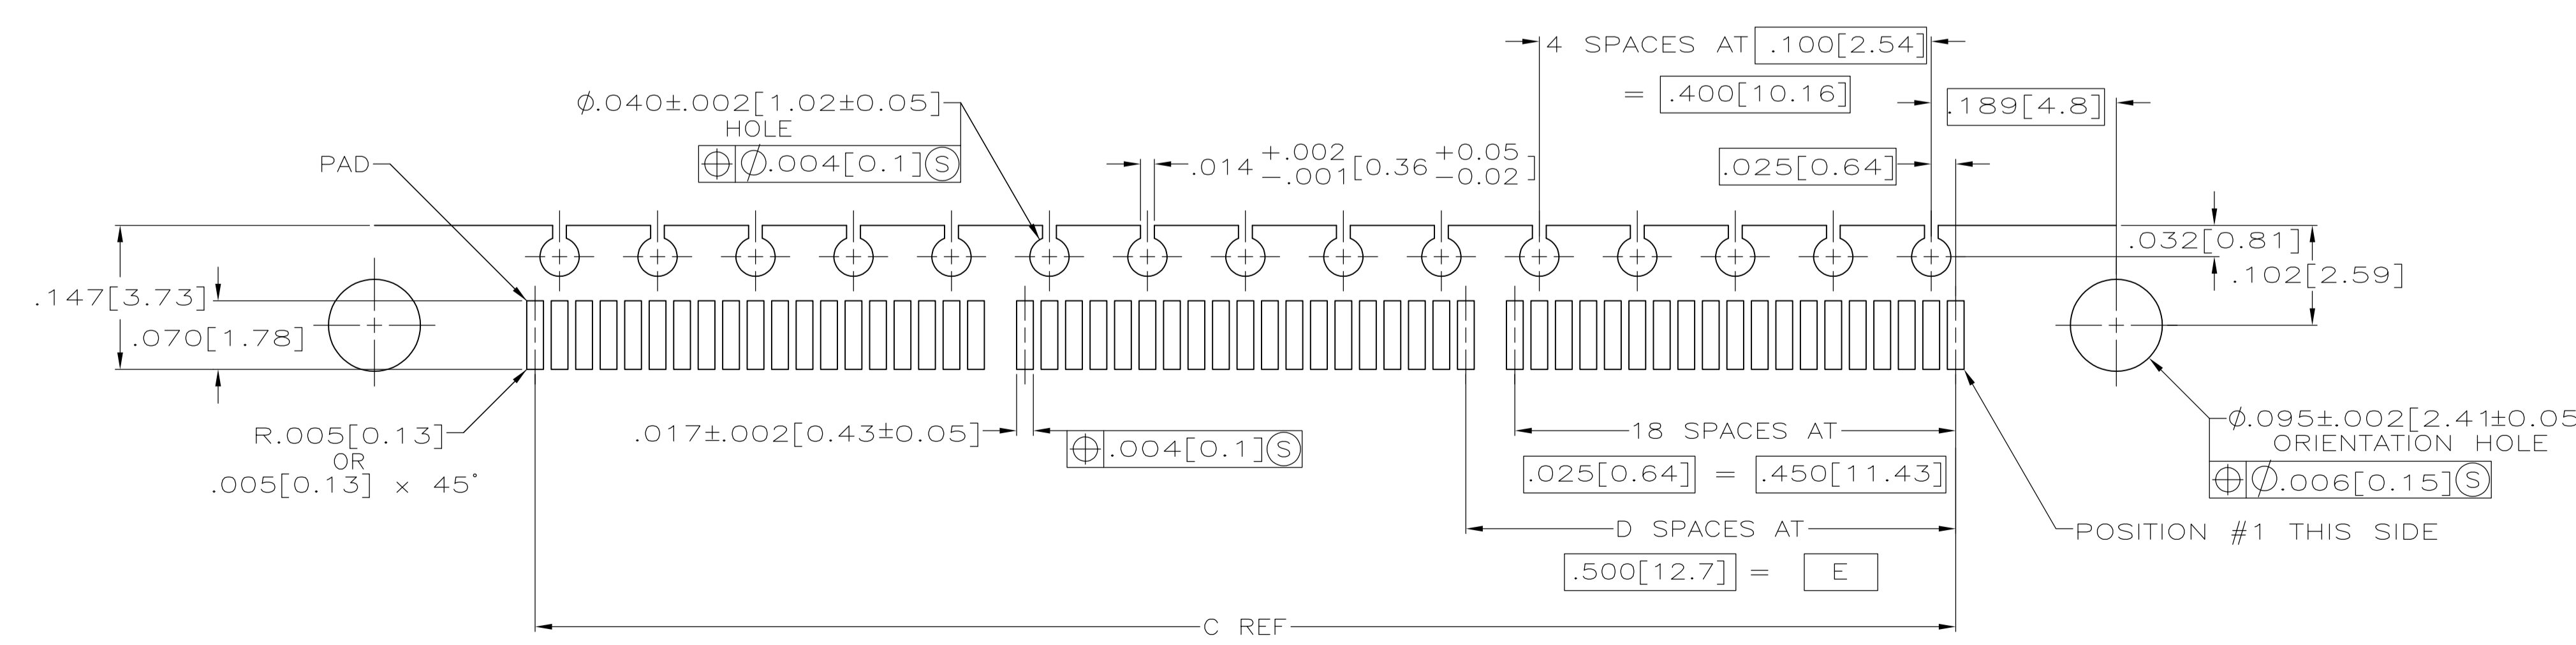 4 SPACES AT .100[2.54]
= .400[10.16]
.189[4.8]
Ø.040±.002[1.02±0.05]
HOLE
⌖ Ø.004[0.1]Ⓢ
.014 +.002 -.001 [0.36 +0.05 -0.02]
.025[0.64]
PAD
.032[0.81]
.102[2.59]
.147[3.73]
.070[1.78]
R.005[0.13]
OR
.005[0.13] x 45°
.017±.002[0.43±0.05]
⌖ .004[0.1]Ⓢ
18 SPACES AT
.025[0.64] = .450[11.43]
Ø.095±.002[2.41±0.05
ORIENTATION HOLE
⌖ Ø.006[0.15]Ⓢ
D SPACES AT
.500[12.7] = E
POSITION #1 THIS SIDE
C REF